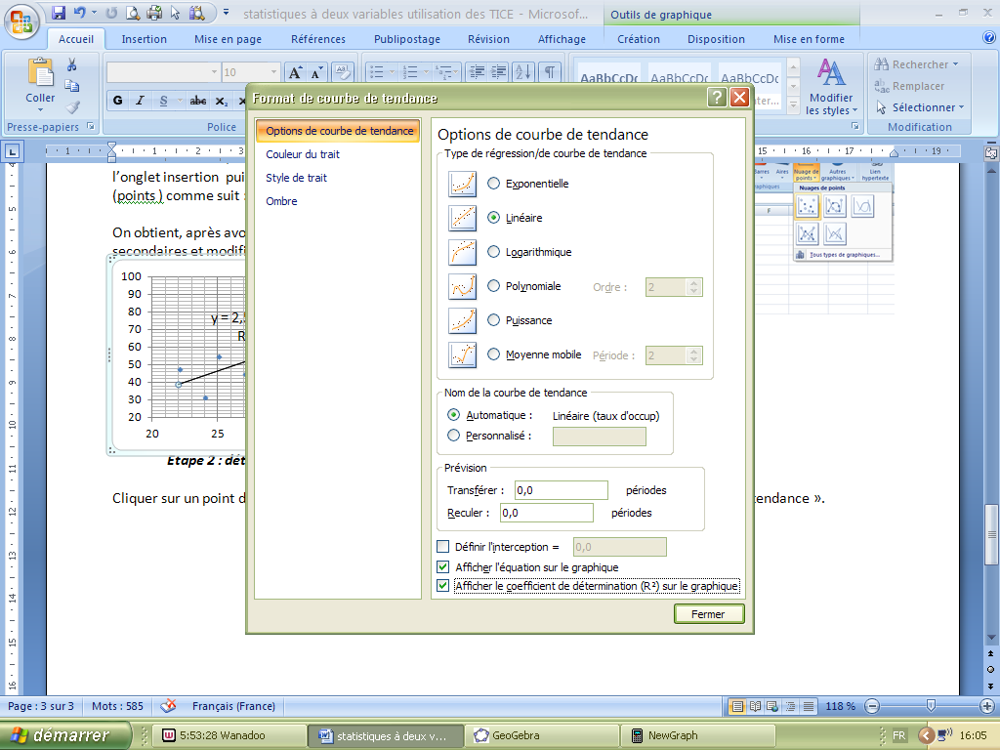 statistiques à deux variables utilisation des TICE - Microsof...
Outils de graphique
Accueil
Insertion
Mise en page
Références
Publipostage
Révision
Affichage
Création
Disposition
Mise en forme
Coller
Presse-papiers
10
G I S abc x₂ x
Police
AaBbCcDc AaBbCcDc AaBbCcDc
Modifier
les styles
Rechercher
Remplacer
Sélectionner
Modification
l'onglet insertion pui
(points ) comme suit :
On obtient, après avo
secondaires et modifi
100
90
80
70
60
50
40
30
20
20
25
y = 2,
R
Etape 2 : dét
Cliquer sur un point d
tendance ».
Nuage de
points
Autres
graphiques
Lien
hypertexte
Nuages de points
Tous types de graphiques...
F
Format de courbe de tendance
Options de courbe de tendance
Couleur du trait
Style de trait
Ombre
Options de courbe de tendance
Type de régression/de courbe de tendance
Exponentielle
Linéaire
Logarithmique
Polynomiale
Ordre : 2
Puissance
Moyenne mobile
Période : 2
Nom de la courbe de tendance
Automatique : Linéaire (taux d'occup)
Personnalisé :
Prévision
Transférer : 0,0 périodes
Reculer : 0,0 périodes
Définir l'interception = 0,0
Afficher l'équation sur le graphique
Afficher le coefficient de détermination (R²) sur le graphique
Fermer
Page : 3 sur 3
Mots : 585
Français (France)
118 %
démarrer
5:53:28 Wanadoo
statistiques à deux v...
GeoGebra
NewGraph
FR
16:05